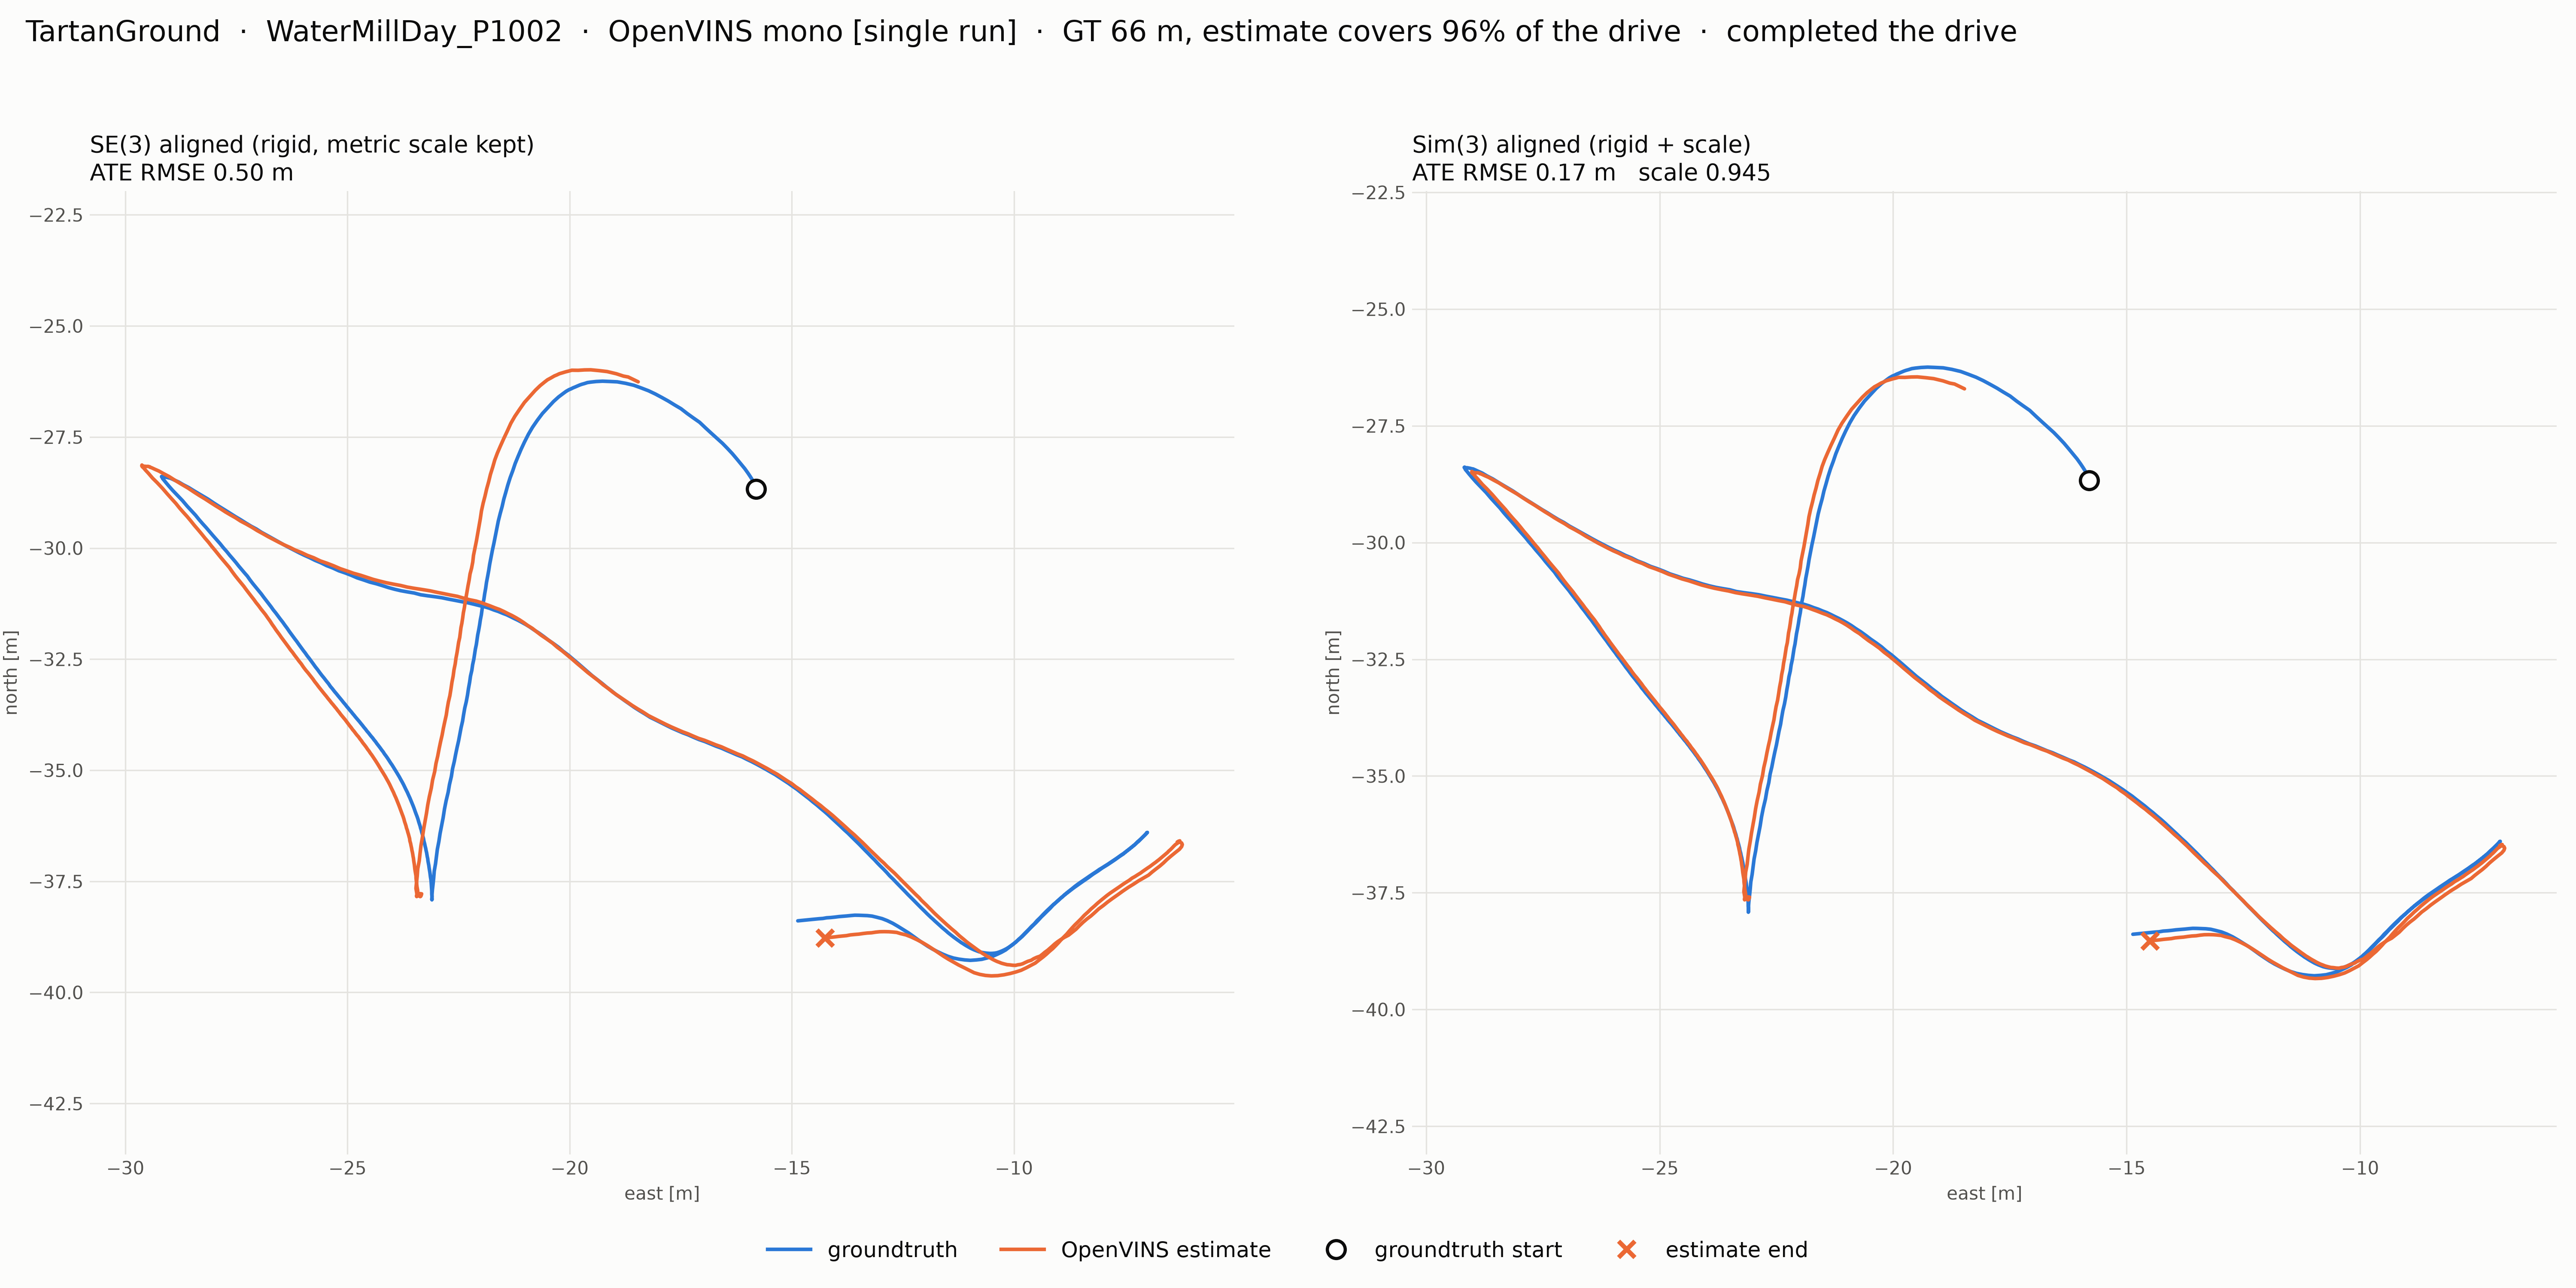 TartanGround · WaterMillDay_P1002 · OpenVINS mono [single run] · GT 66 m, estimate covers 96% of the drive · completed the drive
SE(3) aligned (rigid, metric scale kept)
ATE RMSE 0.50 m
−22.5
−25.0
−27.5
−30.0
−32.5
−35.0
−37.5
−40.0
−42.5
north [m]
−30
−25
−20
−15
−10
east [m]
Sim(3) aligned (rigid + scale)
ATE RMSE 0.17 m   scale 0.945
−22.5
−25.0
−27.5
−30.0
−32.5
−35.0
−37.5
−40.0
−42.5
north [m]
−30
−25
−20
−15
−10
east [m]
groundtruth
OpenVINS estimate
groundtruth start
estimate end